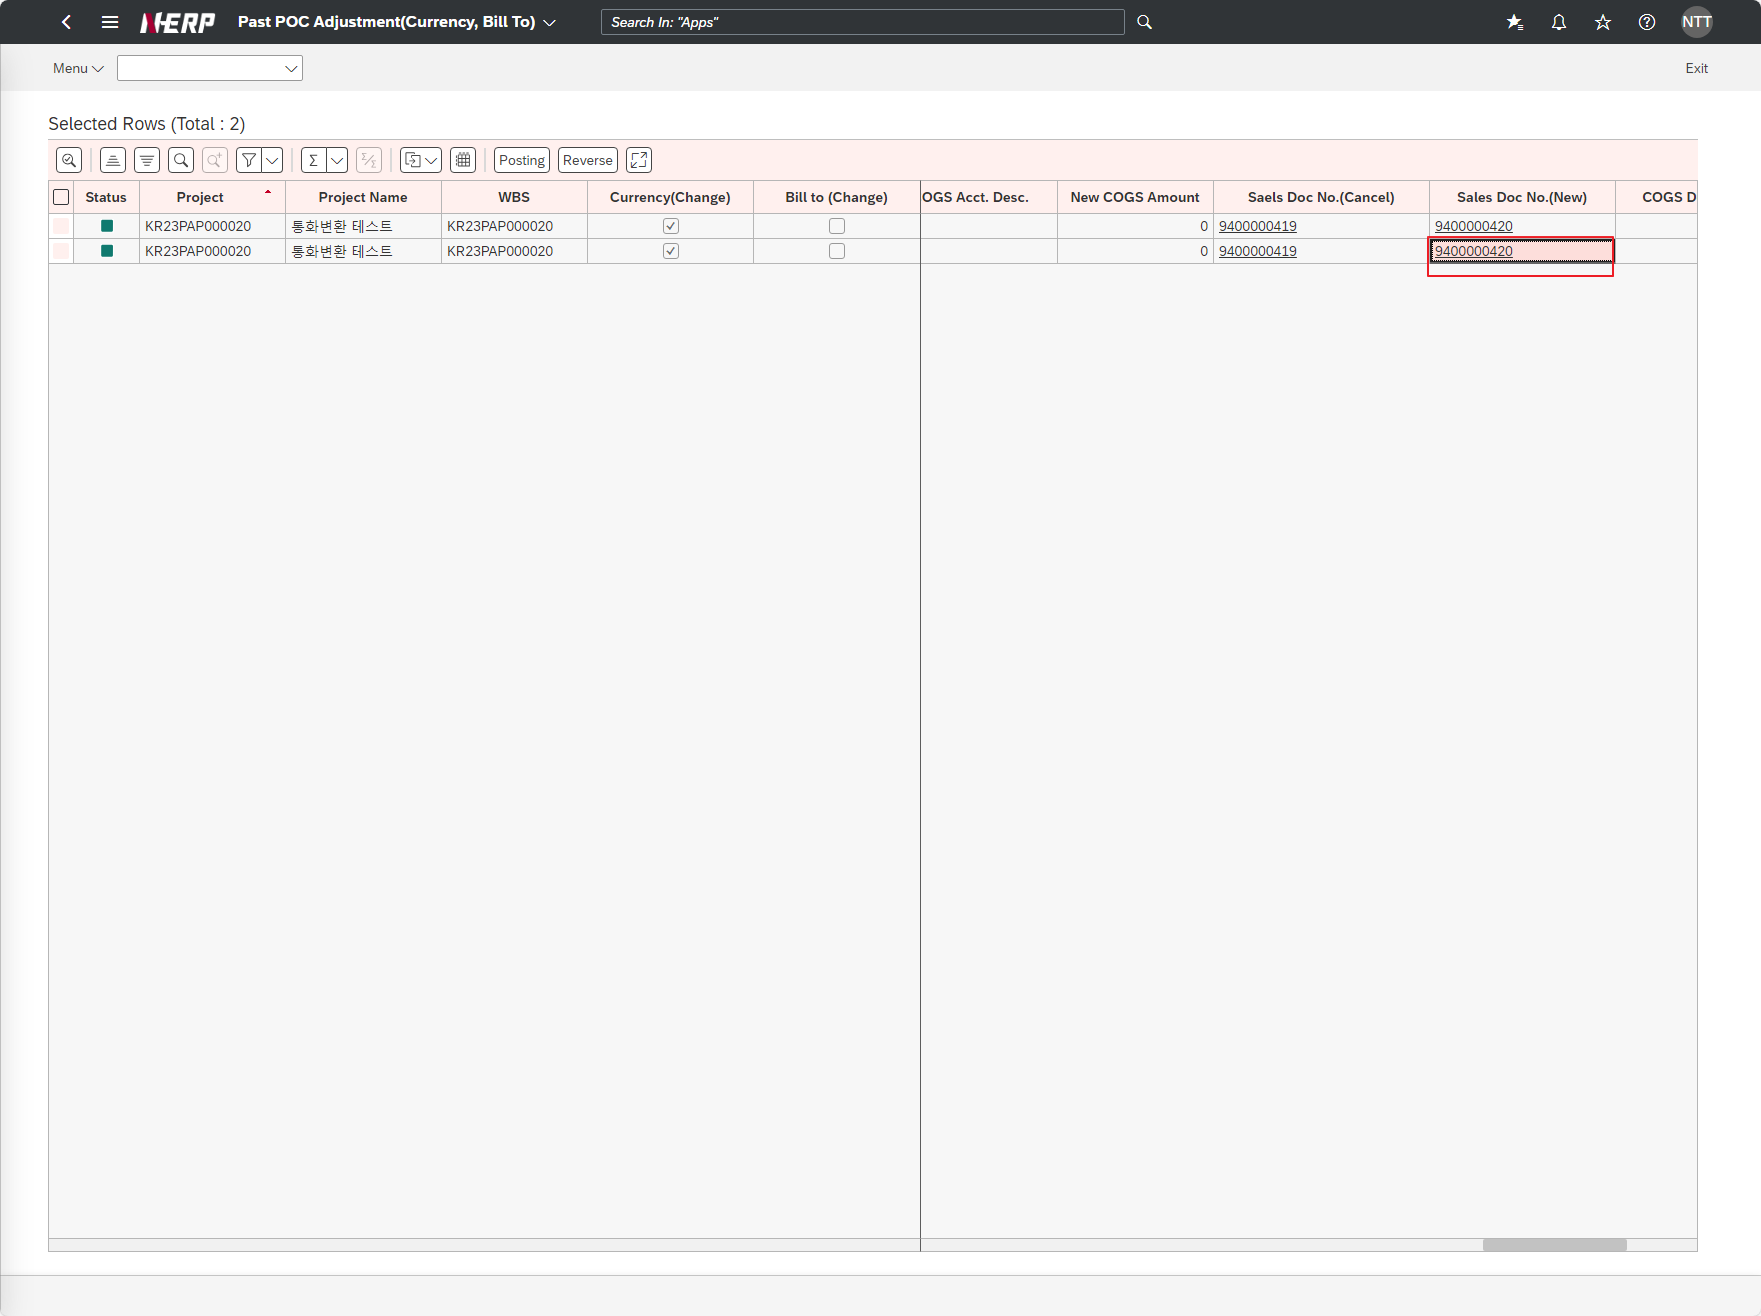 NERP Past POC Adjustment(Currency, Bill To) Search In: "Apps" NTT
Menu Exit
Selected Rows (Total : 2)
Posting Reverse
Status Project Project Name WBS Currency(Change) Bill to (Change) OGS Acct. Desc. New COGS Amount Saels Doc No.(Cancel) Sales Doc No.(New) COGS D
KR23PAP000020 통화변환 테스트 KR23PAP000020 0 9400000419 9400000420
KR23PAP000020 통화변환 테스트 KR23PAP000020 0 9400000419 9400000420